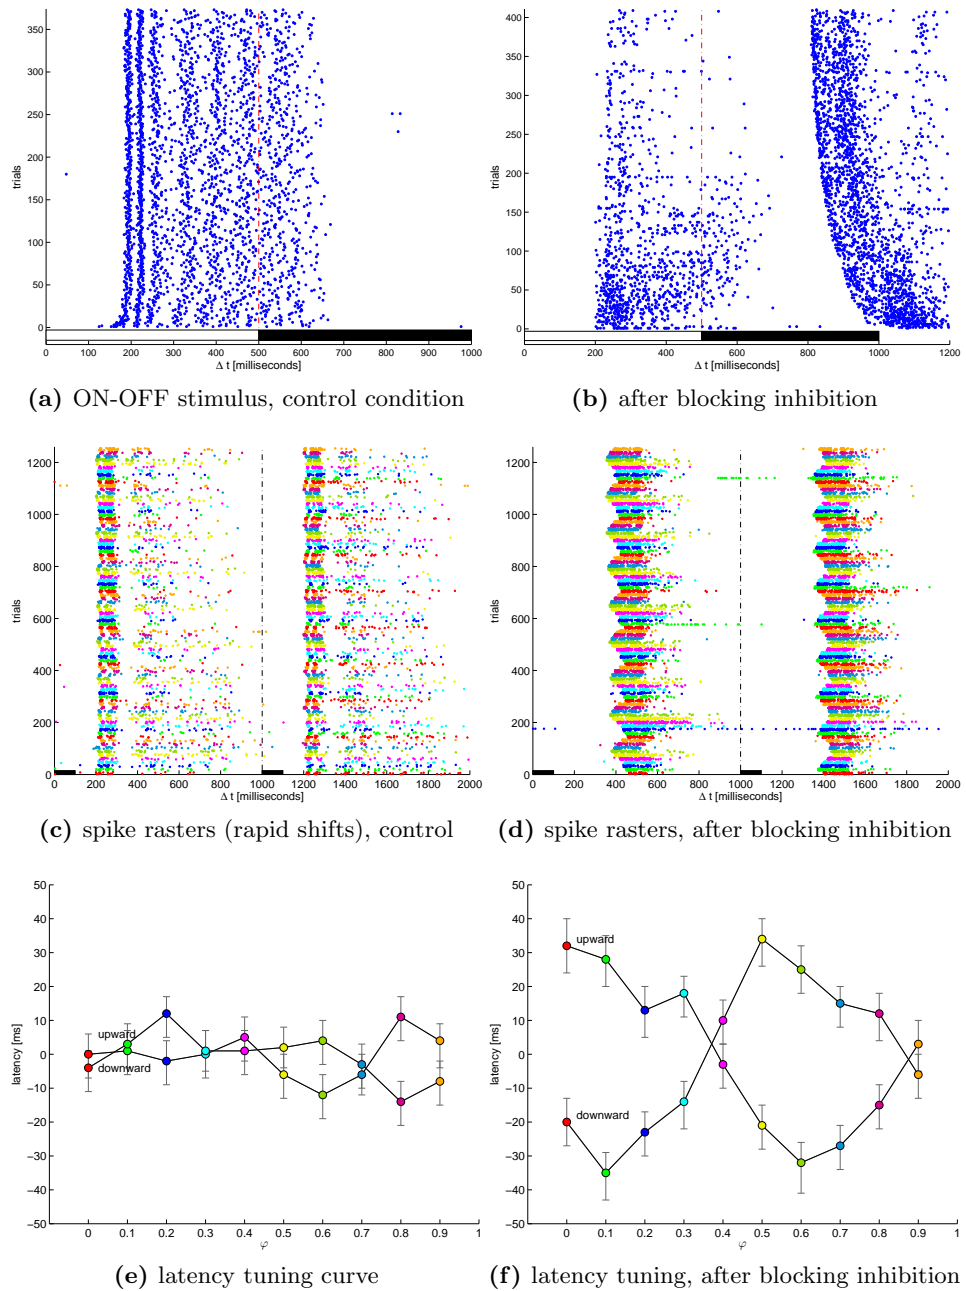 350
300
250
200
150
100
50
0
trials
0 100 200 300 400 500 600 700 800 900 1000
Δ t [milliseconds]
400
350
300
250
200
150
100
50
0
trials
0 200 400 600 800 1000 1200
Δ t [milliseconds]
(a) ON-OFF stimulus, control condition
(b) after blocking inhibition
1200
1000
800
600
400
200
0
trials
0 200 400 600 800 1000 1200 1400 1600 1800 2000
Δ t [milliseconds]
1200
1000
800
600
400
200
0
trials
0 200 400 600 800 1000 1200 1400 1600 1800 2000
Δ t [milliseconds]
(c) spike rasters (rapid shifts), control
(d) spike rasters, after blocking inhibition
50
40
30
20
10
0
−10
−20
−30
−40
−50
latency [ms]
upward
downward
0 0.1 0.2 0.3 0.4 0.5 0.6 0.7 0.8 0.9 1
φ
50
40
30
20
10
0
−10
−20
−30
−40
−50
latency [ms]
upward
downward
0 0.1 0.2 0.3 0.4 0.5 0.6 0.7 0.8 0.9 1
φ
(e) latency tuning curve
(f) latency tuning, after blocking inhibition